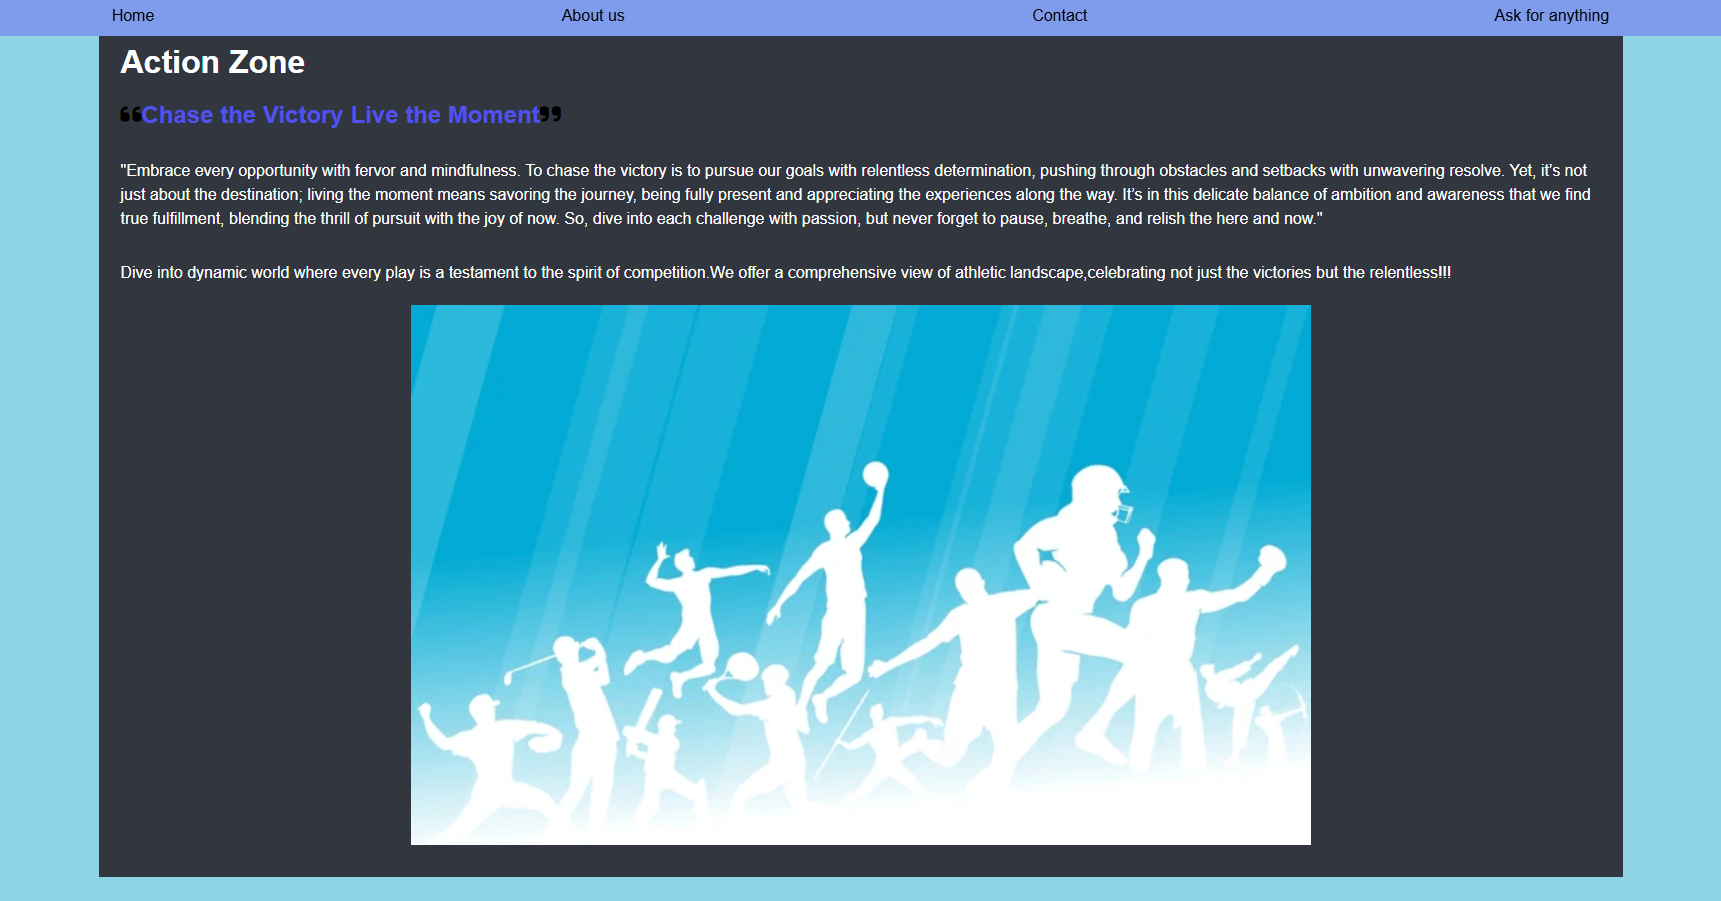 Home About us Contact Ask for anything
Action Zone
❝Chase the Victory Live the Moment❞
"Embrace every opportunity with fervor and mindfulness. To chase the victory is to pursue our goals with relentless determination, pushing through obstacles and setbacks with unwavering resolve. Yet, it’s not
just about the destination; living the moment means savoring the journey, being fully present and appreciating the experiences along the way. It’s in this delicate balance of ambition and awareness that we find
true fulfillment, blending the thrill of pursuit with the joy of now. So, dive into each challenge with passion, but never forget to pause, breathe, and relish the here and now."
Dive into dynamic world where every play is a testament to the spirit of competition.We offer a comprehensive view of athletic landscape,celebrating not just the victories but the relentless!!!